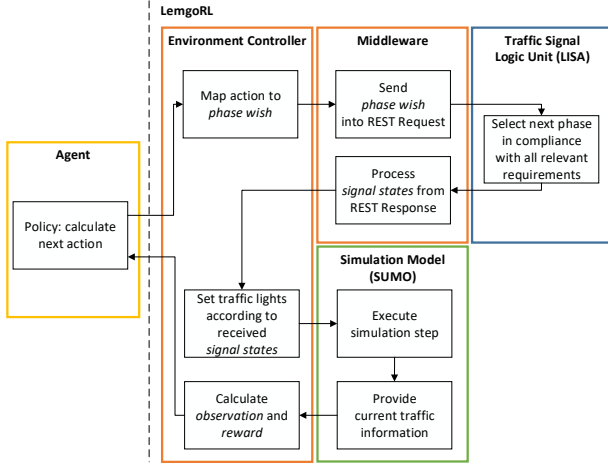 LemgoRL
Environment Controller
Middleware
Traffic Signal
Logic Unit (LISA)
Map action to
phase wish
Send
phase wish
into REST Request
Select next phase
in compliance
with all relevant
requirements
Agent
Process
signal states from
REST Response
Policy: calculate
next action
Simulation Model
(SUMO)
Set traffic lights
according to
received
signal states
Execute
simulation step
Calculate
observation and
reward
Provide
current traffic
information